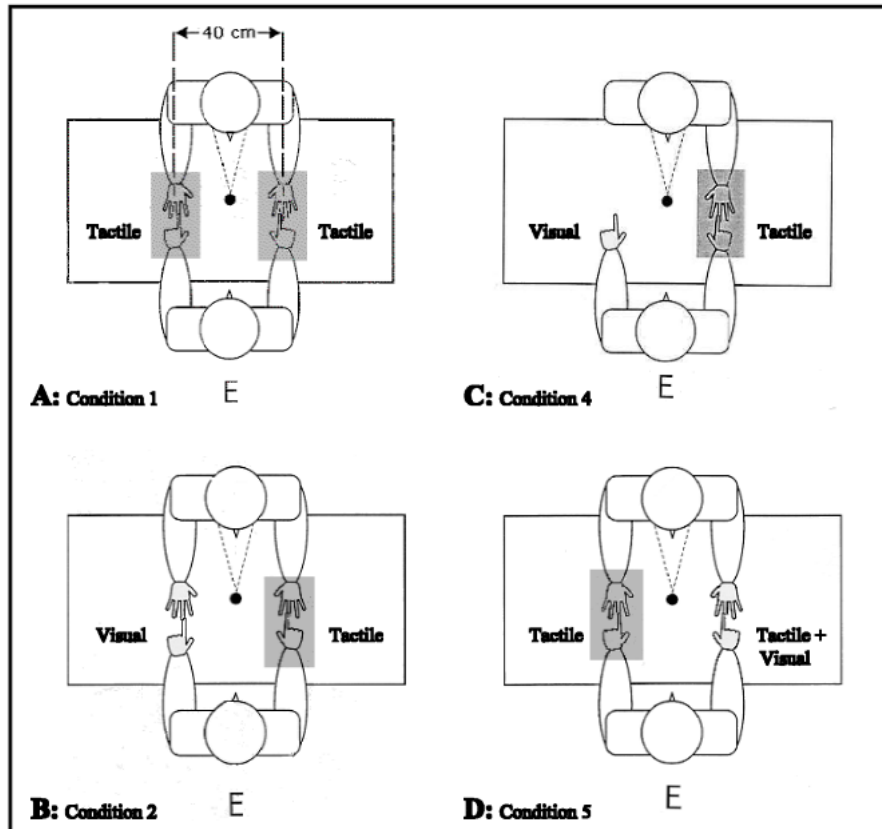 40 cm
Tactile
Tactile
E
A: Condition 1
Visual
Tactile
E
C: Condition 4
Visual
Tactile
E
B: Condition 2
Tactile
Tactile +
Visual
E
D: Condition 5